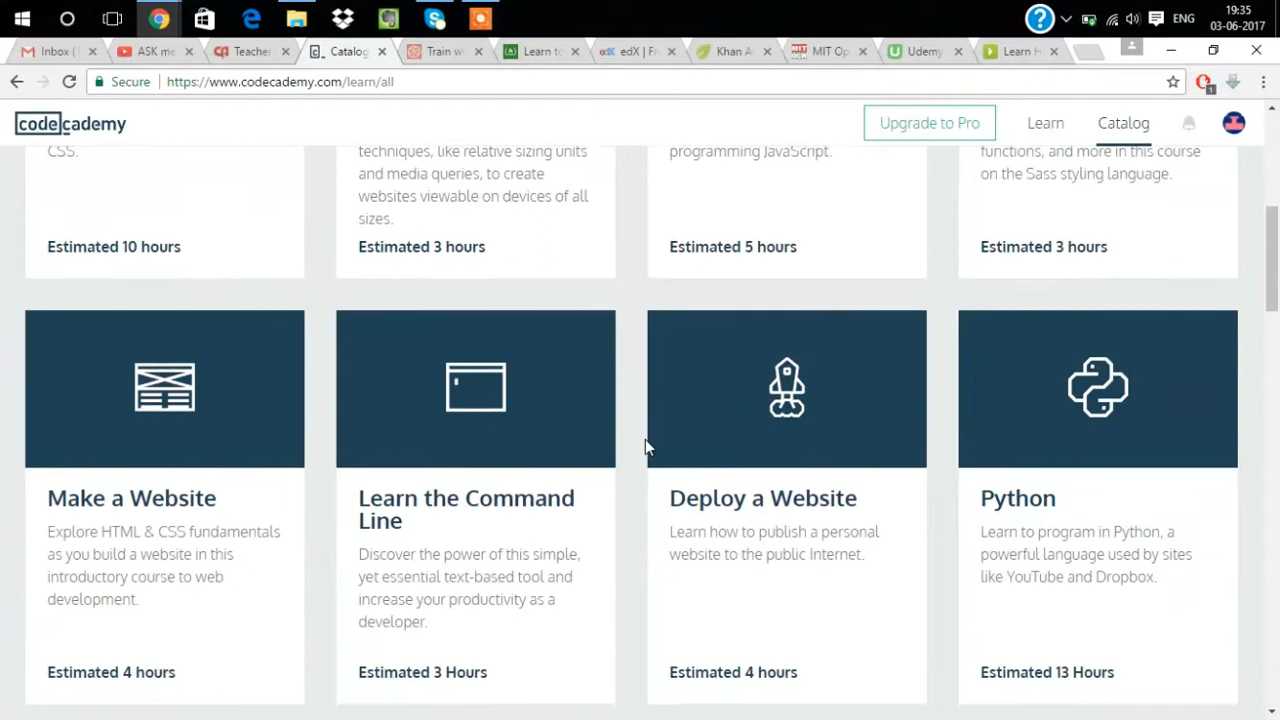 19:35
ENG
03-06-2017
Inbox (
ASK me
Teacher
Catalog
Train w
Learn to
edX | Fr
Khan A
MIT Op
Udemy
Learn H
Secure
https://www.codecademy.com/learn/all
codecademy
Upgrade to Pro
Learn
Catalog
CSS.
Estimated 10 hours
techniques, like relative sizing units
and media queries, to create
websites viewable on devices of all
sizes.
Estimated 3 hours
programming JavaScript.
Estimated 5 hours
functions, and more in this course
on the Sass styling language.
Estimated 3 hours
Make a Website
Explore HTML & CSS fundamentals
as you build a website in this
introductory course to web
development.
Estimated 4 hours
Learn the Command
Line
Discover the power of this simple,
yet essential text-based tool and
increase your productivity as a
developer.
Estimated 3 Hours
Deploy a Website
Learn how to publish a personal
website to the public Internet.
Estimated 4 hours
Python
Learn to program in Python, a
powerful language used by sites
like YouTube and Dropbox.
Estimated 13 Hours